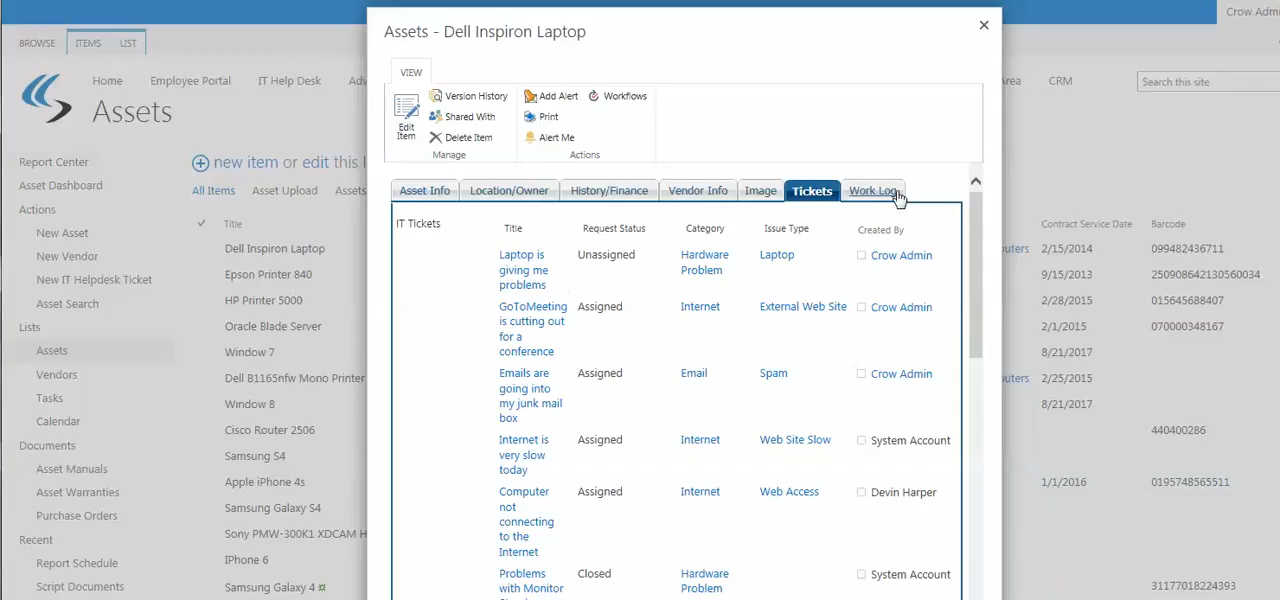 Crow Adm
BROWSE ITEMS LIST
Assets - Dell Inspiron Laptop
VIEW
Home Employee Portal IT Help Desk
Assets
CRM
Search this site
Edit Item
Version History
Shared With
Delete Item
Manage
Add Alert Workflows
Print
Alert Me
Actions
Report Center
Asset Dashboard
Actions
New Asset
New Vendor
New IT Helpdesk Ticket
Asset Search
Lists
Assets
Vendors
Tasks
Calendar
Documents
Asset Manuals
Asset Warranties
Purchase Orders
Recent
Report Schedule
Script Documents
new item or edit this l
All Items Asset Upload Assets
Title
Dell Inspiron Laptop
Epson Printer 840
HP Printer 5000
Oracle Blade Server
Window 7
Dell B1165nfw Mono Printer
Window 8
Cisco Router 2506
Samsung S4
Apple iPhone 4s
Samsung Galaxy S4
Sony PMW-300K1 XDCAM H
IPhone 6
Samsung Galaxy 4
Asset Info Location/Owner History/Finance Vendor Info Image Tickets Work Log
IT Tickets
Title Request Status Category Issue Type Created By
Laptop is giving me problems Unassigned Hardware Problem Laptop Crow Admin
GoToMeeting is cutting out for a conference Assigned Internet External Web Site Crow Admin
Emails are going into my junk mail box Assigned Email Spam Crow Admin
Internet is very slow today Assigned Internet Web Site Slow System Account
Computer not connecting to the Internet Assigned Internet Web Access Devin Harper
Problems with Monitor Closed Hardware Problem System Account
Contract Service Date Barcode
uters 2/15/2014 099482436711
9/15/2013 250908642130560034
2/28/2015 015645688407
2/1/2015 070000348167
8/21/2017
uters 2/25/2015
8/21/2017
440400286
1/1/2016 0195748565511
31177018224393